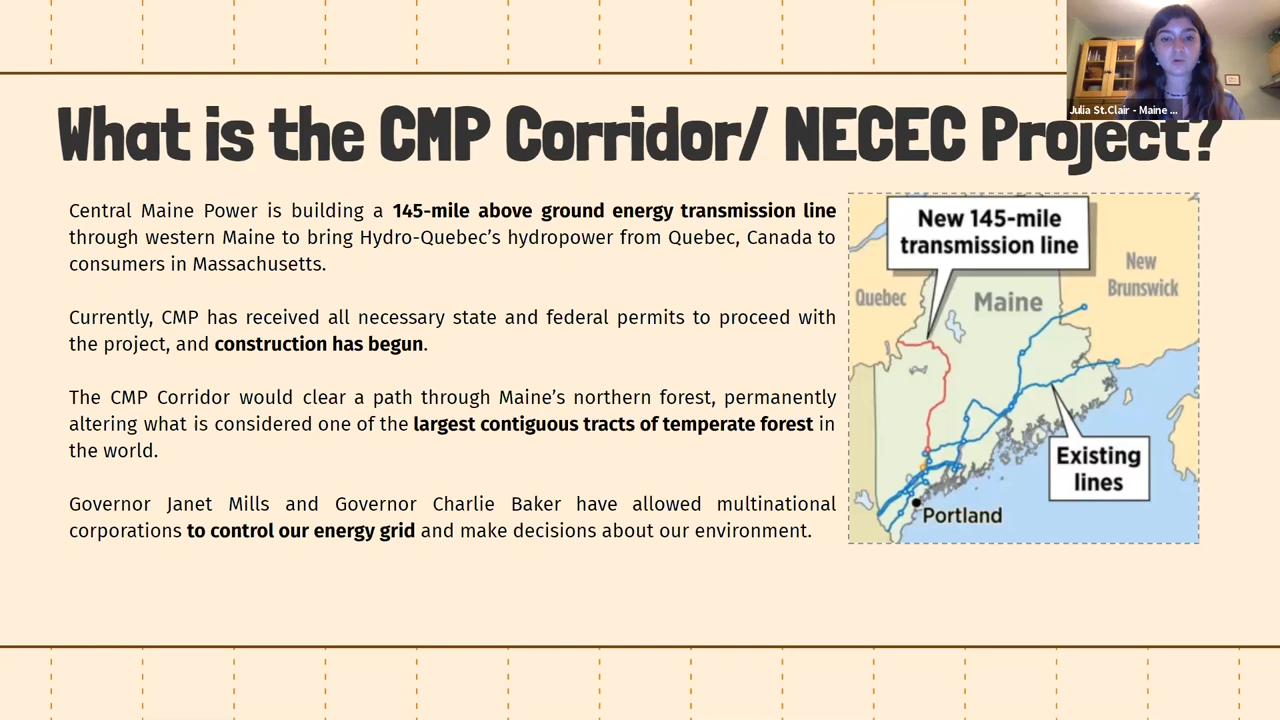 Julia St.Clair - Maine ...
What is the CMP Corridor/ NECEC Project?
Central Maine Power is building a 145-mile above ground energy transmission line
through western Maine to bring Hydro-Quebec’s hydropower from Quebec, Canada to
consumers in Massachusetts.
Currently, CMP has received all necessary state and federal permits to proceed with
the project, and construction has begun.
The CMP Corridor would clear a path through Maine’s northern forest, permanently
altering what is considered one of the largest contiguous tracts of temperate forest in
the world.
Governor Janet Mills and Governor Charlie Baker have allowed multinational
corporations to control our energy grid and make decisions about our environment.
New 145-mile
transmission line
Quebec
Maine
New
Brunswick
Existing
lines
Portland